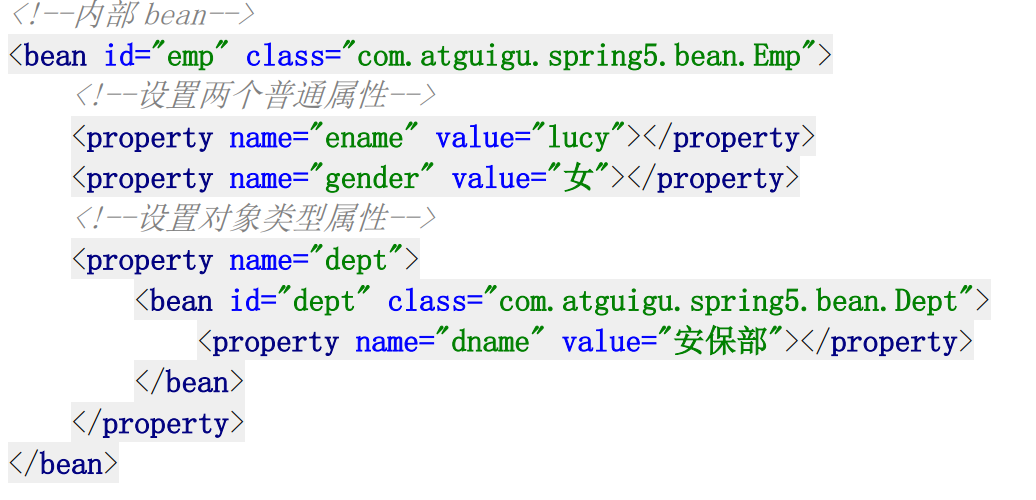 <!--内部 bean-->
<bean id="emp" class="com.atguigu.spring5.bean.Emp">
<!--设置两个普通属性-->
<property name="ename" value="lucy"></property>
<property name="gender" value="女"></property>
<!--设置对象类型属性-->
<property name="dept">
<bean id="dept" class="com.atguigu.spring5.bean.Dept">
<property name="dname" value="安保部"></property>
</bean>
</property>
</bean>